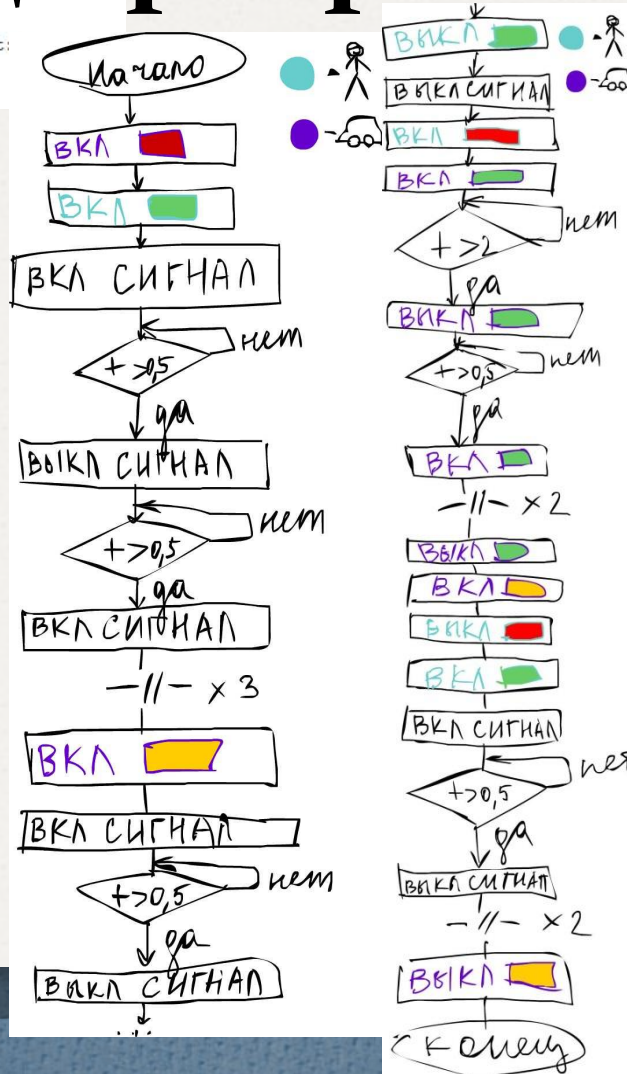 Начало
ВКЛ
ВКЛ
ВКЛ СИГНАЛ
нет
t >0,5
да
ВЫКЛ СИГНАЛ
нет
t >0,5
да
ВКЛ СИГНАЛ
—//— x 3
ВКЛ
ВКЛ СИГНАЛ
нет
t >0,5
да
ВЫКЛ СИГНАЛ
ВЫКЛ
ВЫКЛ СИГНАЛ
ВКЛ
ВКЛ
нет
t >2
да
ВЫКЛ
нет
t >0,5
да
ВКЛ
—//— x 2
ВЫКЛ
ВКЛ
ВЫКЛ
ВКЛ
ВКЛ СИГНАЛ
нет
t >0,5
да
ВЫКЛ СИГНАЛ
—//— x 2
ВЫКЛ
конец